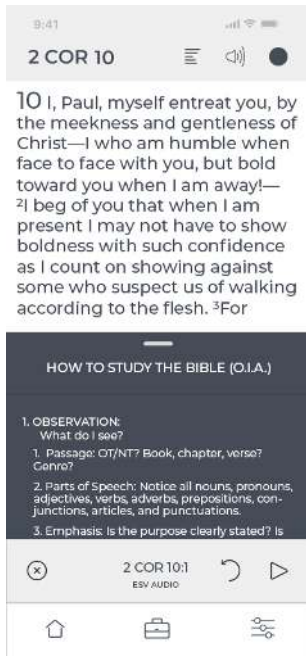 9:41
2 COR 10
10 I, Paul, myself entreat you, by
the meekness and gentleness of
Christ—I who am humble when
face to face with you, but bold
toward you when I am away!—
²I beg of you that when I am
present I may not have to show
boldness with such confidence
as I count on showing against
some who suspect us of walking
according to the flesh. ³For
HOW TO STUDY THE BIBLE (O.I.A.)
1. OBSERVATION:
What do I see?
1. Passage: OT/NT? Book, chapter, verse?
Genre?
2. Parts of Speech: Notice all nouns, pronouns,
adjectives, verbs, adverbs, prepositions, con-
junctions, articles, and punctuations.
3. Emphasis: Is the purpose clearly stated? Is
2 COR 10:1
ESV AUDIO